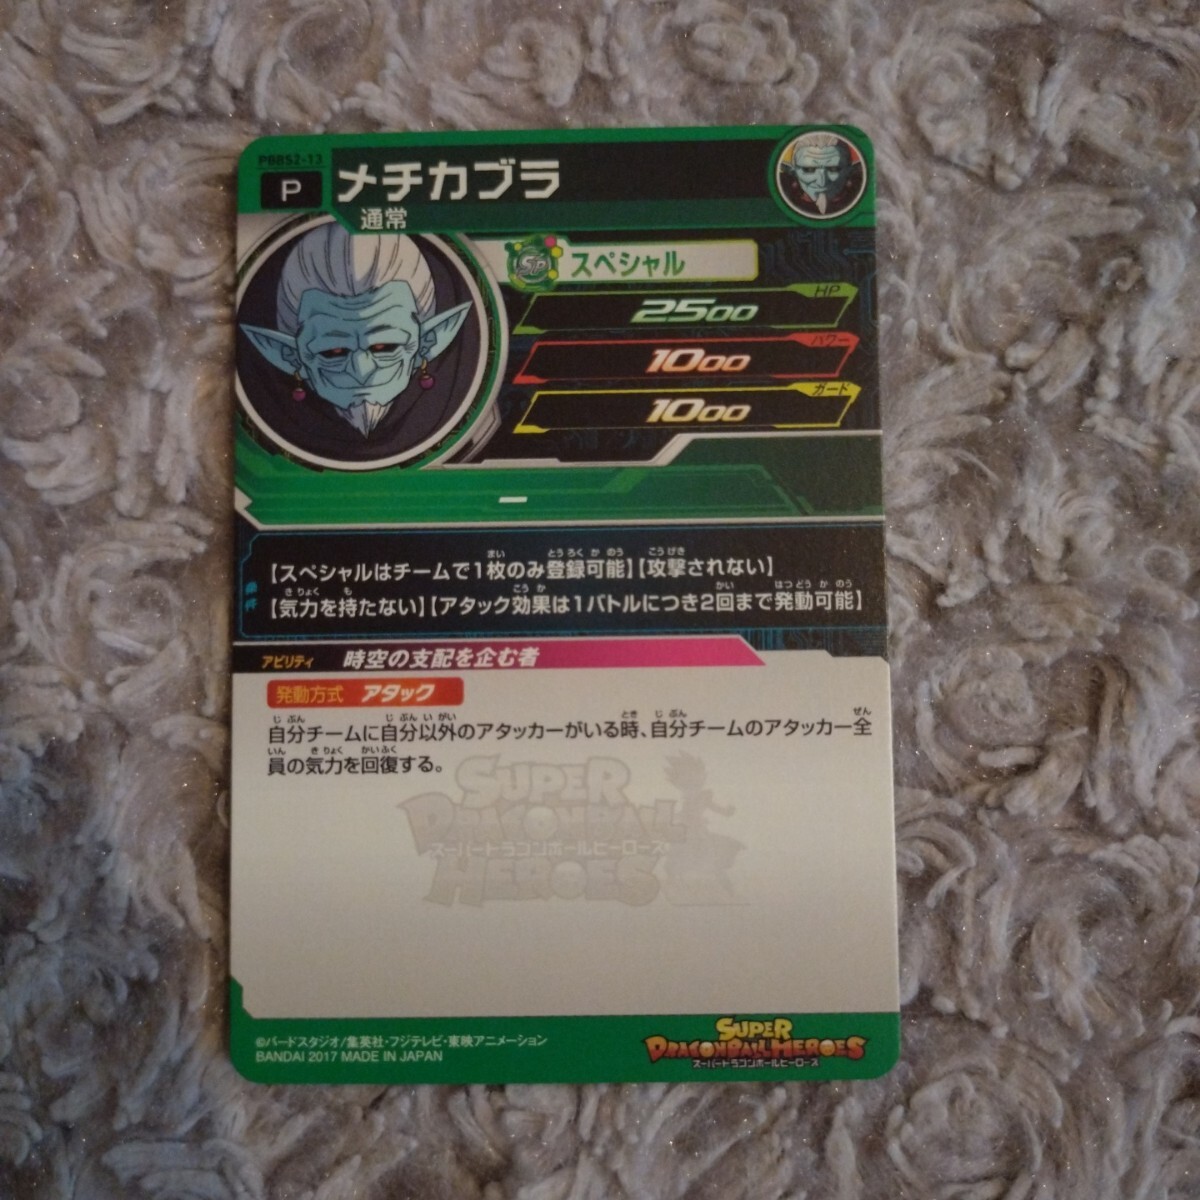 PBBS2-13
P
メチカブラ
通常
SP スペシャル
HP
2500
パワー
1000
ガード
1000
ー
条件
【スペシャルはチームで1枚のみ登録可能】【攻撃されない】
【気力を持たない】【アタック効果は1バトルにつき2回まで発動可能】
アビリティ 時空の支配を企む者
発動方式 アタック
自分チームに自分以外のアタッカーがいる時、自分チームのアタッカー全
員の気力を回復する。
SUPER
DRAGONBALL
スーパードラゴンボールヒーローズ
HEROES
©バードスタジオ/集英社・フジテレビ・東映アニメーション
BANDAI 2017 MADE IN JAPAN
SUPER
DRAGONBALL HEROES
スーパードラゴンボールヒーローズ